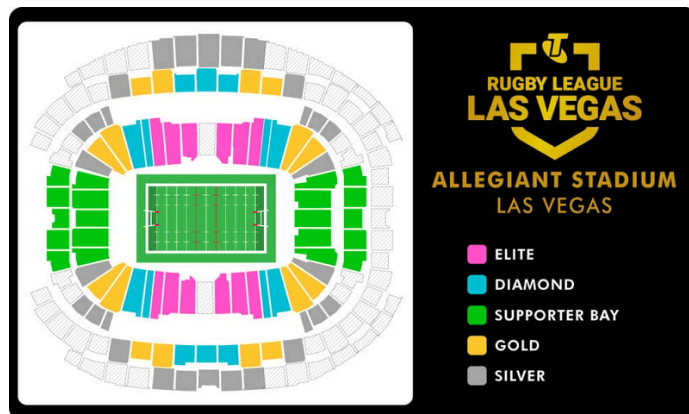 RUGBY LEAGUE
LAS VEGAS
ALLEGIANT STADIUM
LAS VEGAS
ELITE
DIAMOND
SUPPORTER BAY
GOLD
SILVER